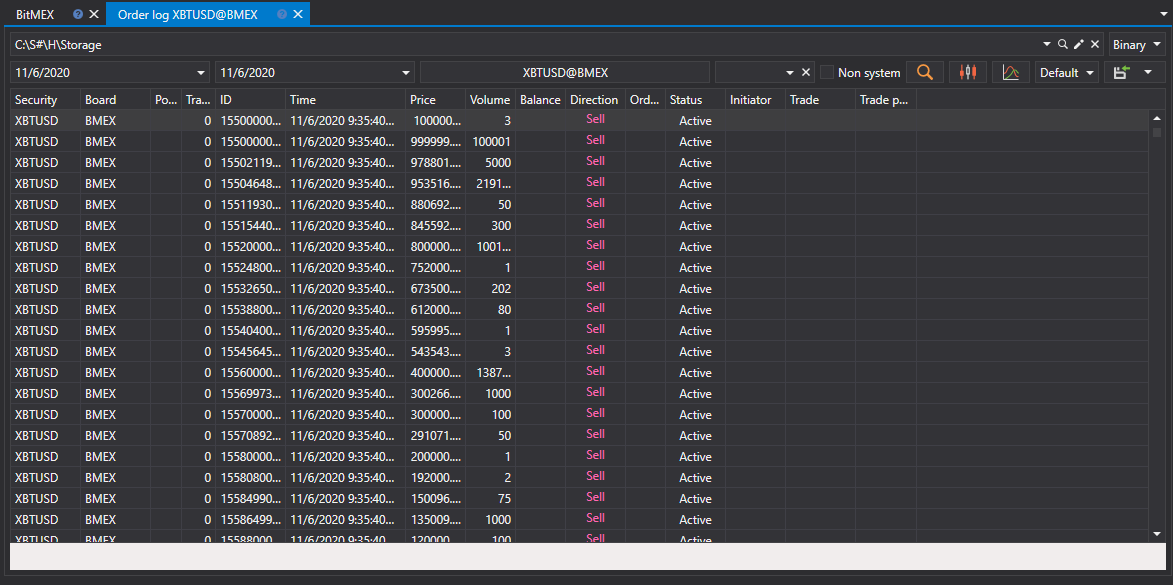 BitMEX Order log XBTUSD@BMEX
C:\S#\H\Storage Binary
11/6/2020 11/6/2020 XBTUSD@BMEX Non system Default
Security Board Po... Tra... ID Time Price Volume Balance Direction Ord... Status Initiator Trade Trade p...
XBTUSD BMEX 0 15500000... 11/6/2020 9:35:40... 100000... 3 Sell Active
XBTUSD BMEX 0 15500000... 11/6/2020 9:35:40... 999999.... 100001 Sell Active
XBTUSD BMEX 0 15502119... 11/6/2020 9:35:40... 978801.... 5000 Sell Active
XBTUSD BMEX 0 15504648... 11/6/2020 9:35:40... 953516.... 2191... Sell Active
XBTUSD BMEX 0 15511930... 11/6/2020 9:35:40... 880692.... 50 Sell Active
XBTUSD BMEX 0 15515440... 11/6/2020 9:35:40... 845592.... 300 Sell Active
XBTUSD BMEX 0 15520000... 11/6/2020 9:35:40... 800000.... 1001... Sell Active
XBTUSD BMEX 0 15524800... 11/6/2020 9:35:40... 752000.... 1 Sell Active
XBTUSD BMEX 0 15532650... 11/6/2020 9:35:40... 673500.... 202 Sell Active
XBTUSD BMEX 0 15538800... 11/6/2020 9:35:40... 612000.... 80 Sell Active
XBTUSD BMEX 0 15540400... 11/6/2020 9:35:40... 595995.... 1 Sell Active
XBTUSD BMEX 0 15545645... 11/6/2020 9:35:40... 543543.... 3 Sell Active
XBTUSD BMEX 0 15560000... 11/6/2020 9:35:40... 400000.... 1387... Sell Active
XBTUSD BMEX 0 15569973... 11/6/2020 9:35:40... 300266.... 1000 Sell Active
XBTUSD BMEX 0 15570000... 11/6/2020 9:35:40... 300000.... 100 Sell Active
XBTUSD BMEX 0 15570892... 11/6/2020 9:35:40... 291071.... 50 Sell Active
XBTUSD BMEX 0 15580000... 11/6/2020 9:35:40... 200000.... 1 Sell Active
XBTUSD BMEX 0 15580800... 11/6/2020 9:35:40... 192000.... 2 Sell Active
XBTUSD BMEX 0 15584990... 11/6/2020 9:35:40... 150096.... 75 Sell Active
XBTUSD BMEX 0 15586499... 11/6/2020 9:35:40... 135009.... 1000 Sell Active
XBTUSD BMEX 0 15588000... 11/6/2020 9:35:40... 120000.... 100 Sell Active